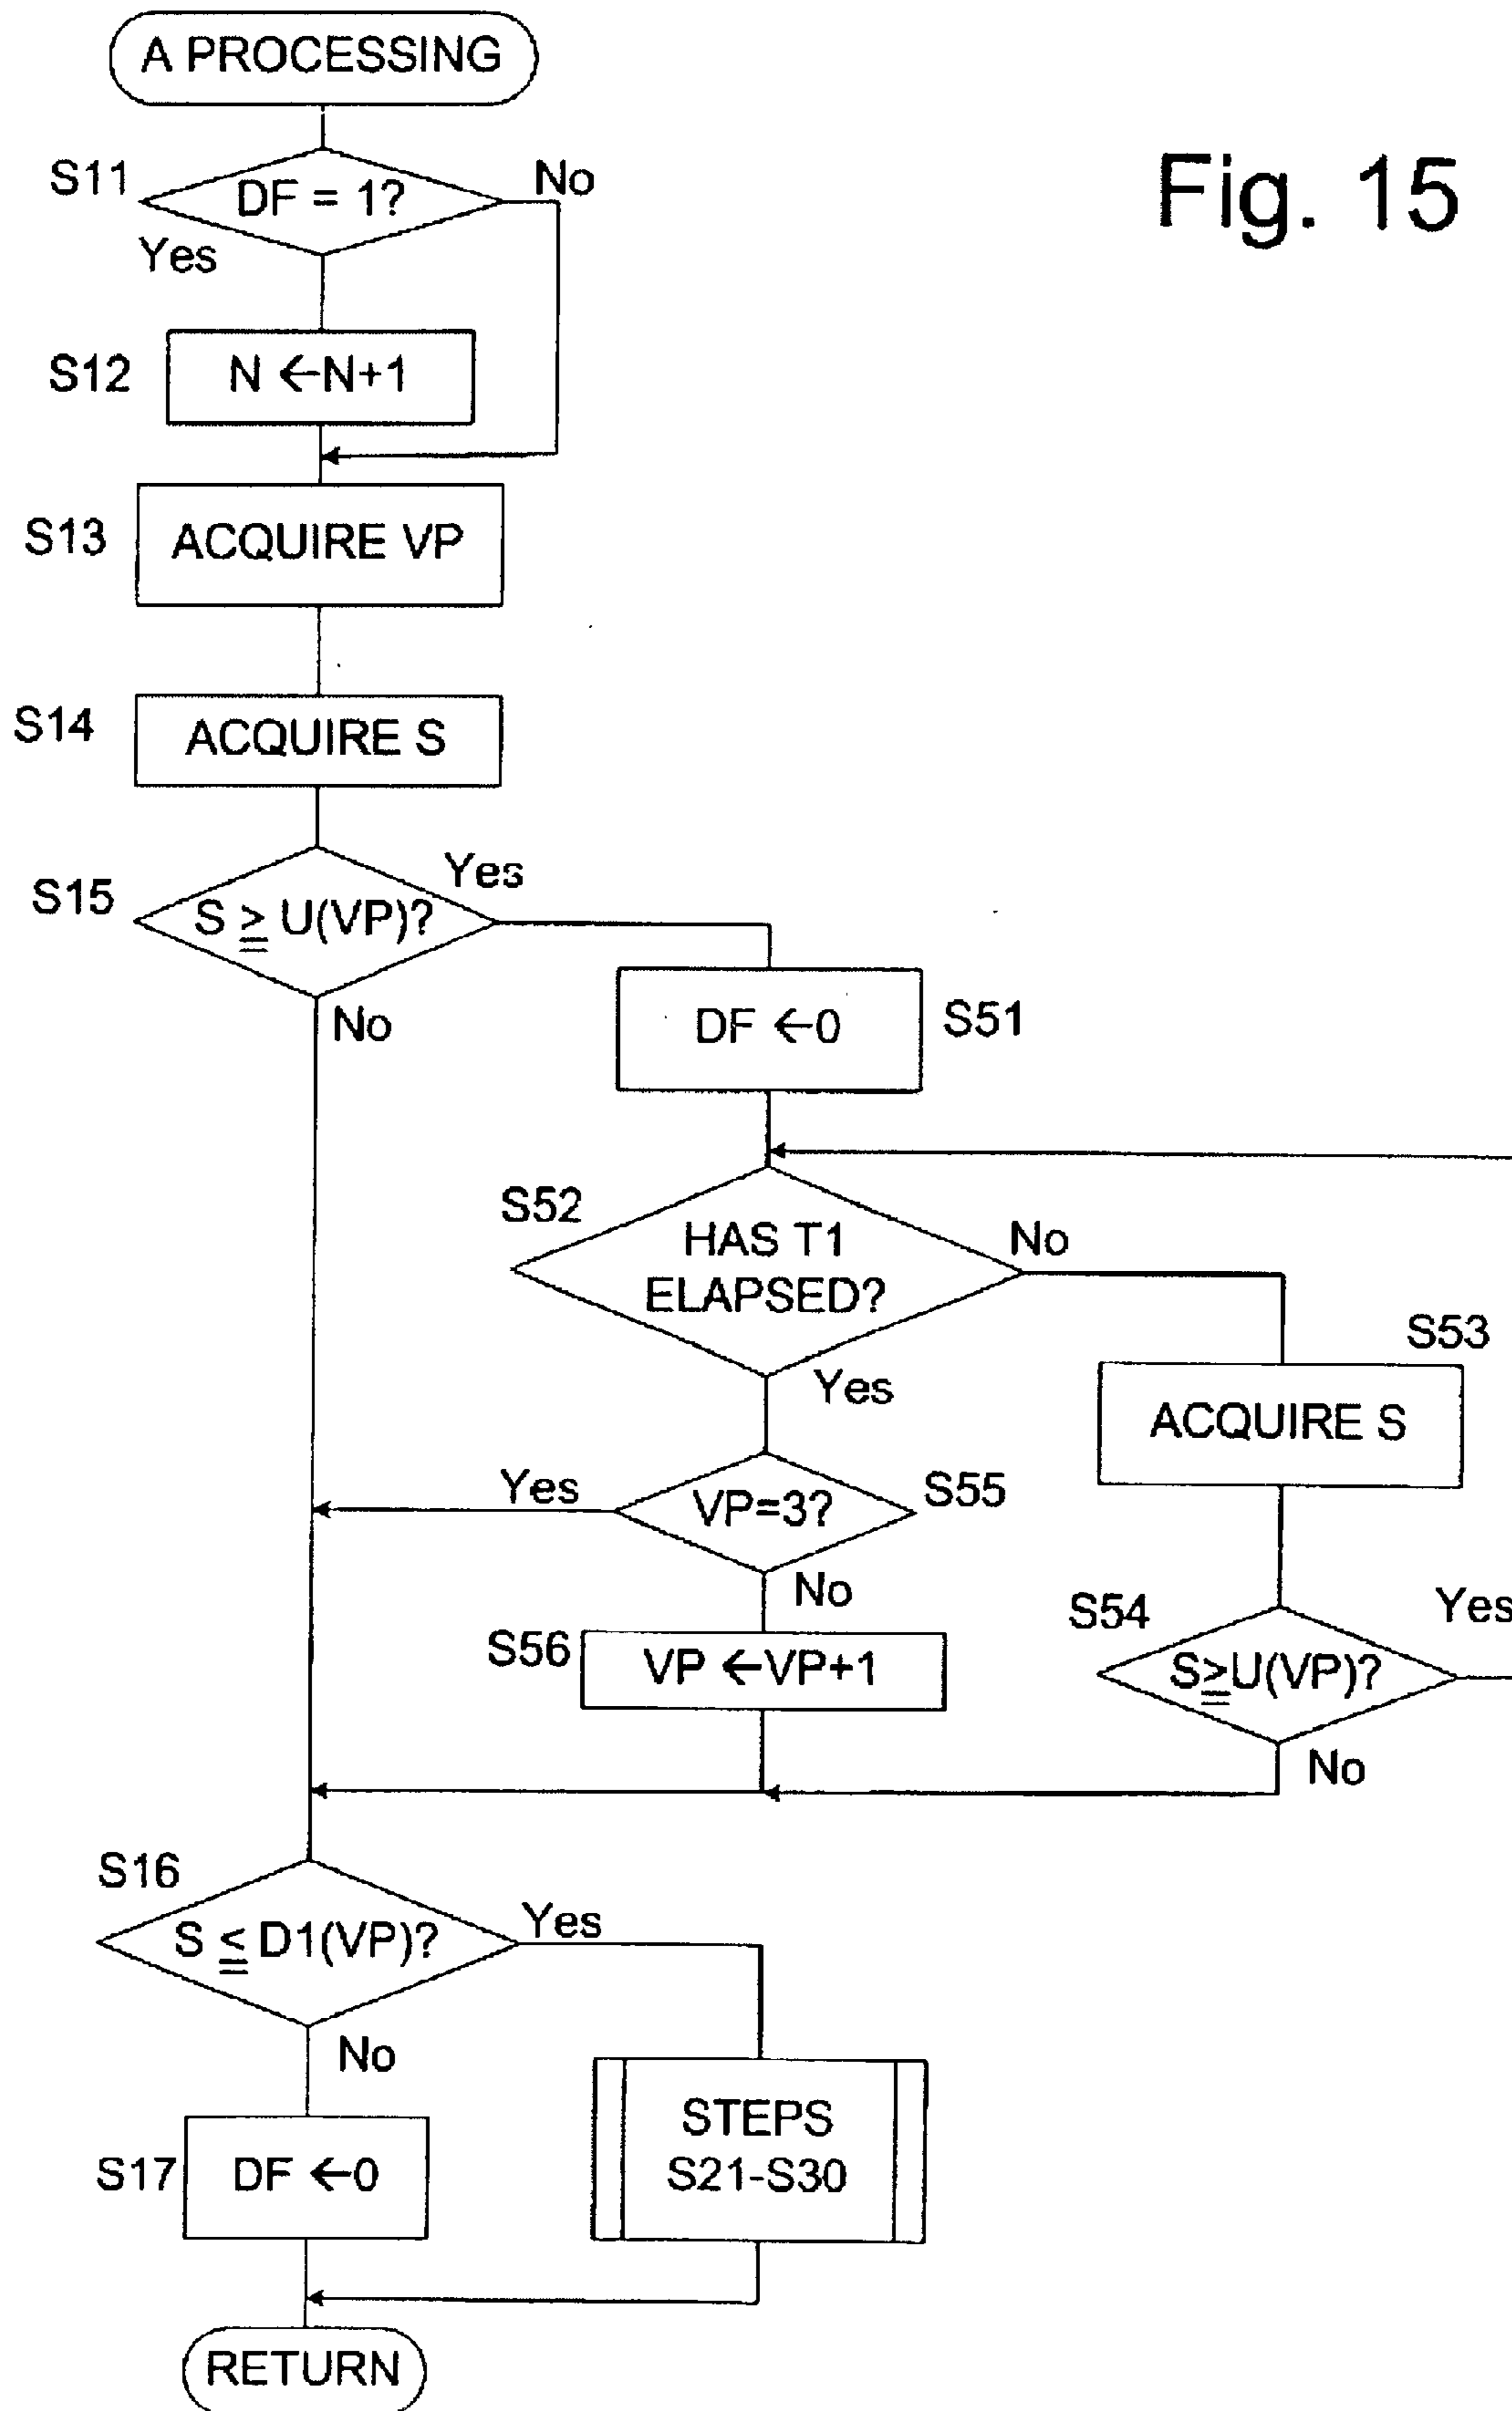 A PROCESSING
Fig. 15
S11
DF = 1?
No
Yes
S12
N ←N+1
S13
ACQUIRE VP
S14
ACQUIRE S
S15
S ≧ U(VP)?
Yes
No
DF ←0
S51
S52
HAS T1
ELAPSED?
No
Yes
S53
ACQUIRE S
Yes
VP=3?
S55
No
S54
S≧U(VP)?
Yes
No
S56
VP ←VP+1
S16
S ≦ D1(VP)?
Yes
No
STEPS
S21-S30
S17
DF ←0
RETURN